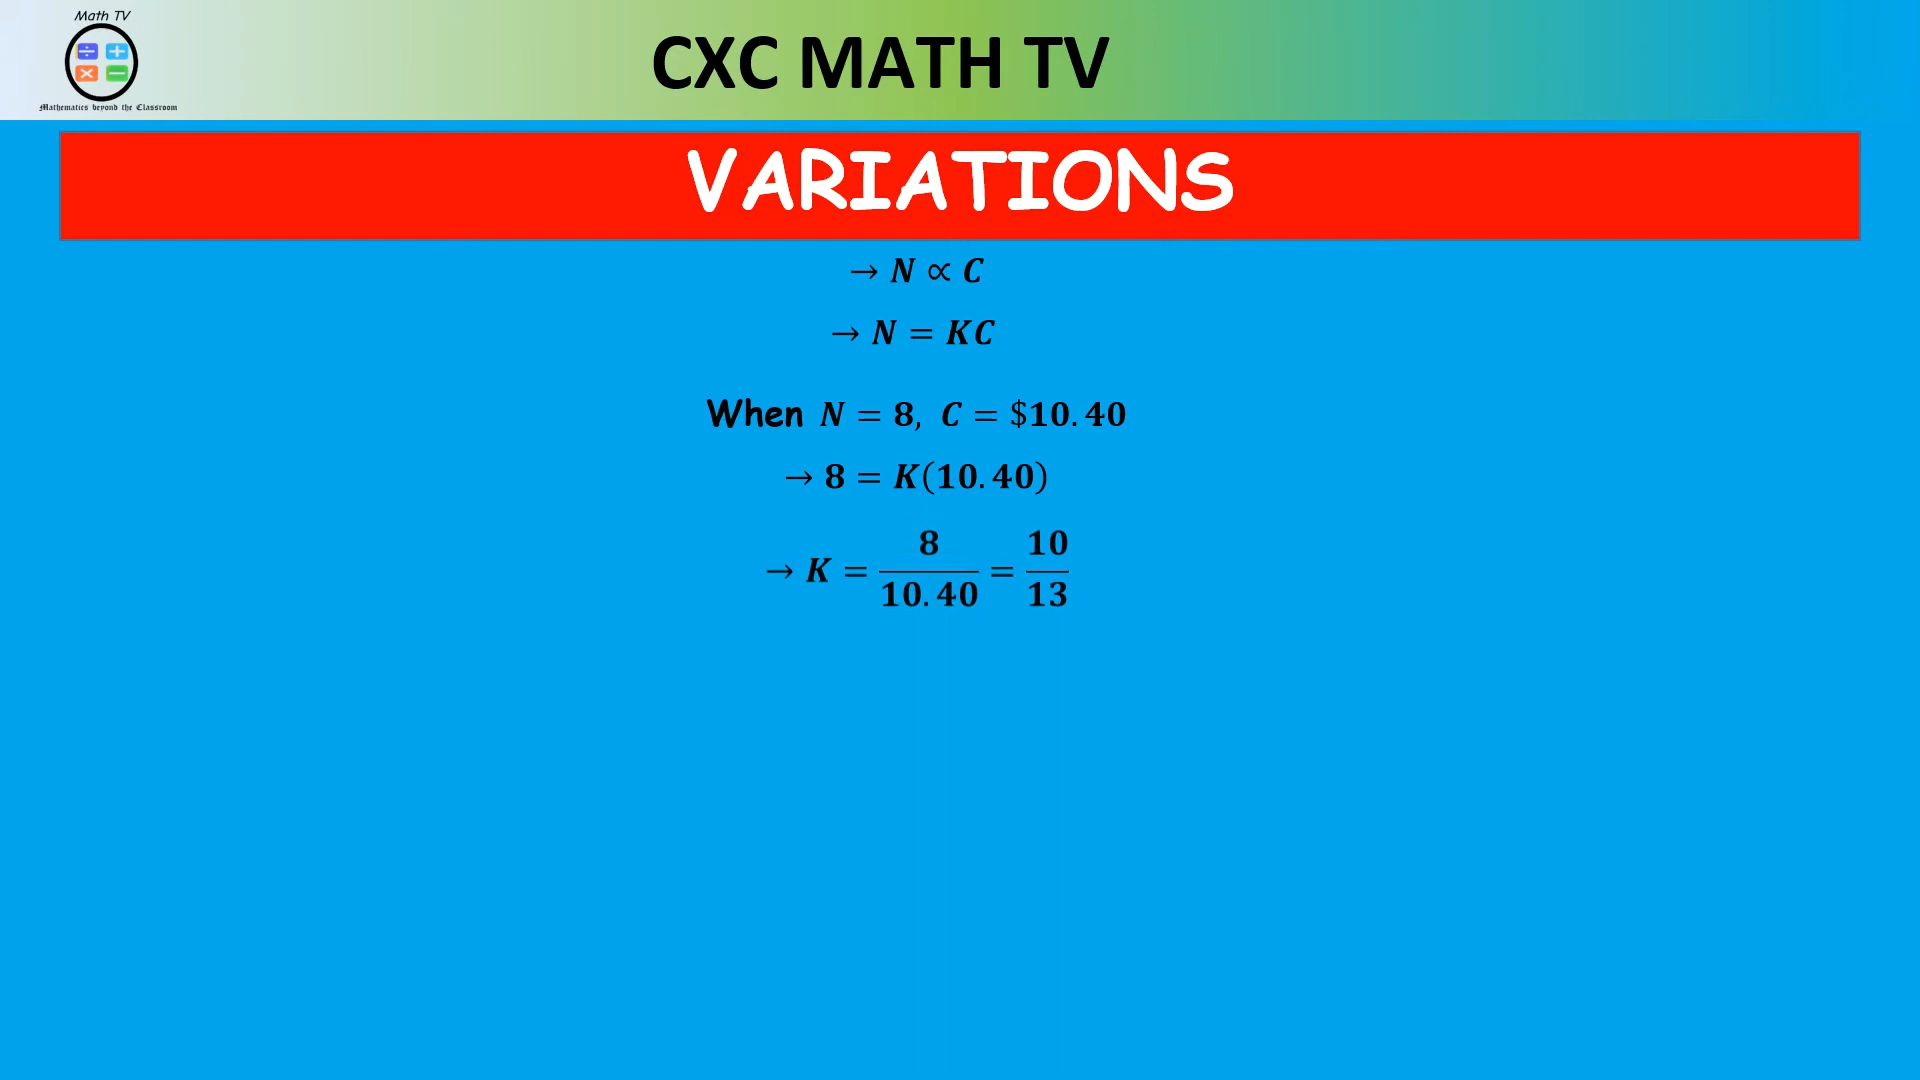 Math TV
÷ +
× −
Mathematics beyond the Classroom
CXC MATH TV
VARIATIONS
→ N ∝ C
→ N = KC
When N = 8, C = $10.40
→ 8 = K(10.40)
→ K = 8/10.40 = 10/13